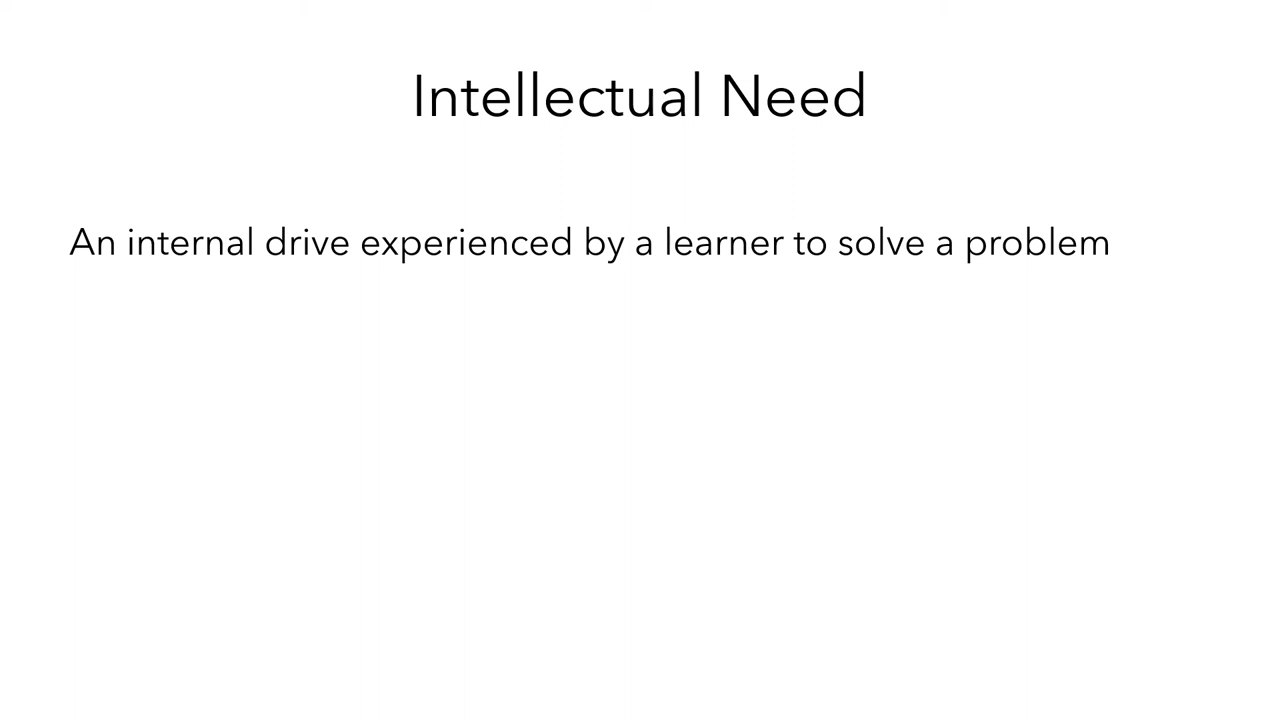 Intellectual Need
An internal drive experienced by a learner to solve a problem